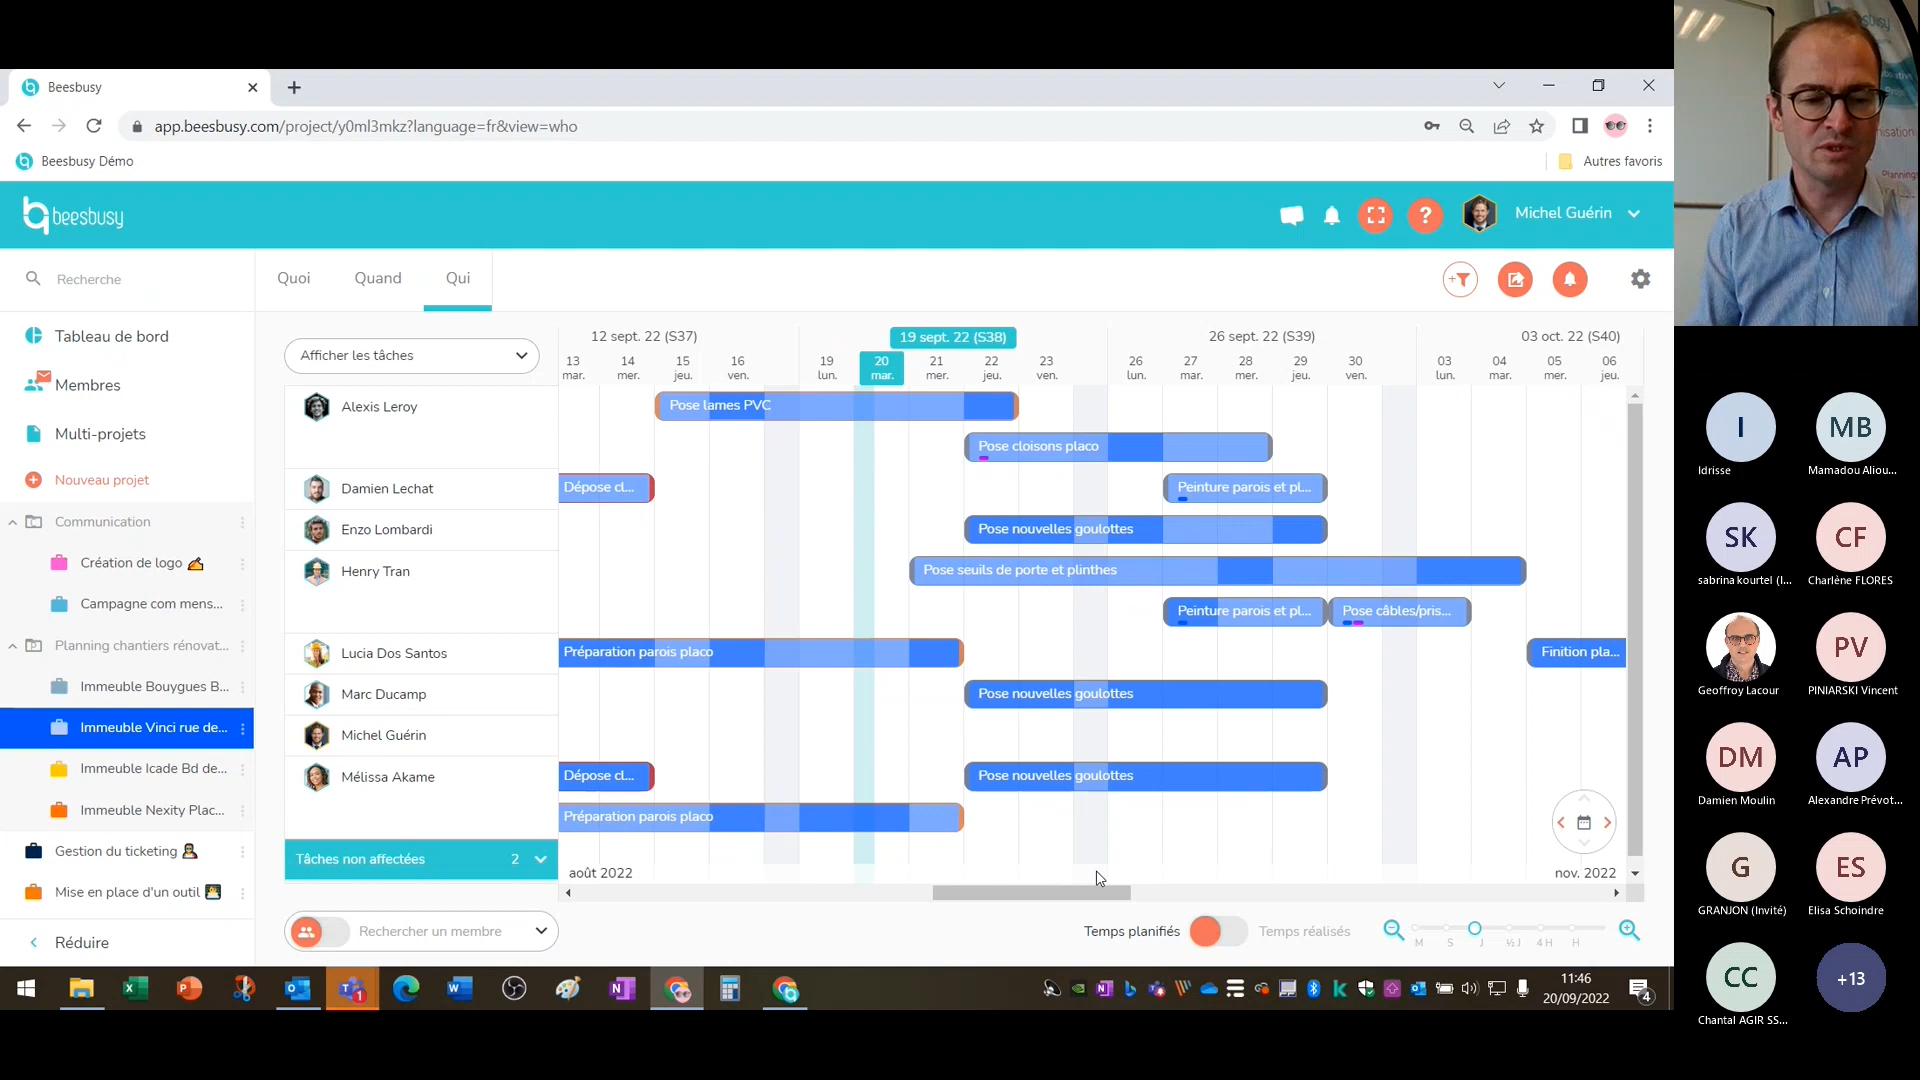 Beesbusy
app.beesbusy.com/project/y0ml3mkz?language=fr&view=who
Beesbusy Démo
Autres favoris
beesbusy
Michel Guérin
Recherche
Quoi
Quand
Qui
Tableau de bord
Membres
Multi-projets
Nouveau projet
Communication
Création de logo
Campagne com mens...
Planning chantiers rénovat...
Immeuble Bouygues B...
Immeuble Vinci rue de...
Immeuble Icade Bd de...
Immeuble Nexity Plac...
Gestion du ticketing
Mise en place d'un outil
Réduire
Afficher les tâches
12 sept. 22 (S37)
19 sept. 22 (S38)
26 sept. 22 (S39)
03 oct. 22 (S40)
13 14 15 16 19 20 21 22 23 26 27 28 29 30 03 04 05 06
mar. mer. jeu. ven. lun. mar. mer. jeu. ven. lun. mar. mer. jeu. ven. lun. mar. mer. jeu.
Alexis Leroy
Pose lames PVC
Pose cloisons placo
Damien Lechat
Dépose cl...
Peinture parois et pl...
Enzo Lombardi
Pose nouvelles goulottes
Henry Tran
Pose seuils de porte et plinthes
Peinture parois et pl...
Pose câbles/pris...
Lucia Dos Santos
Préparation parois placo
Finition pla...
Marc Ducamp
Pose nouvelles goulottes
Michel Guérin
Mélissa Akame
Dépose cl...
Pose nouvelles goulottes
Préparation parois placo
Tâches non affectées 2
août 2022
nov. 2022
Rechercher un membre
Temps planifiés
Temps réalisés
M S J ½J 4H H
11:46
20/09/2022
4
1
I
Idrisse
MB
Mamadou Aliou...
SK
sabrina kourtel (I...
CF
Charlène FLORES
Geoffroy Lacour
PV
PINIARSKI Vincent
DM
Damien Moulin
AP
Alexandre Prévot...
G
GRANJON (Invité)
ES
Elisa Schoindre
CC
Chantal AGIR SS...
+13